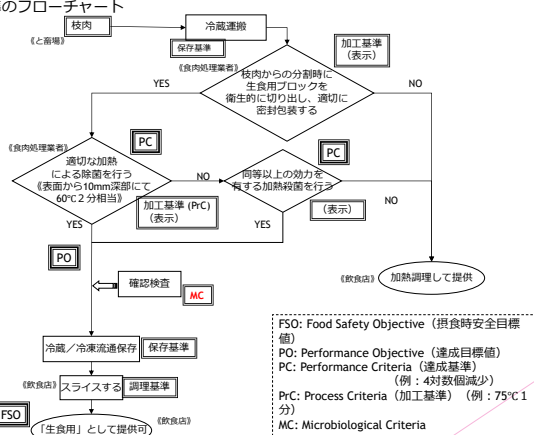 のフローチャート
枝肉
冷蔵運搬
《と畜場》
保存基準
加工基準
（表示）
《食肉処理業者》
枝肉からの分割時に
生食用ブロックを
衛生的に切り出し、適切に
密封包装する
YES
NO
PC
PC
《食肉処理業者》
適切な加熱
による除菌を行う
《表面から10mm深部にて
60℃２分相当》
NO
同等以上の効力を
有する加熱殺菌を行う
加工基準 (PrC)
（表示）
（表示）
NO
YES
YES
PO
確認検査
MC
《飲食店》
加熱調理して提供
冷蔵／冷凍流通保存
保存基準
《飲食店》
スライスする
調理基準
FSO
「生食用」として提供可
《飲食店》
FSO: Food Safety Objective（摂食時安全目標
値）
PO: Performance Objective（達成目標値）
PC: Performance Criteria（達成基準）
（例：4対数個減少）
PrC: Process Criteria（加工基準）（例：75℃１
分）
MC: Microbiological Criteria